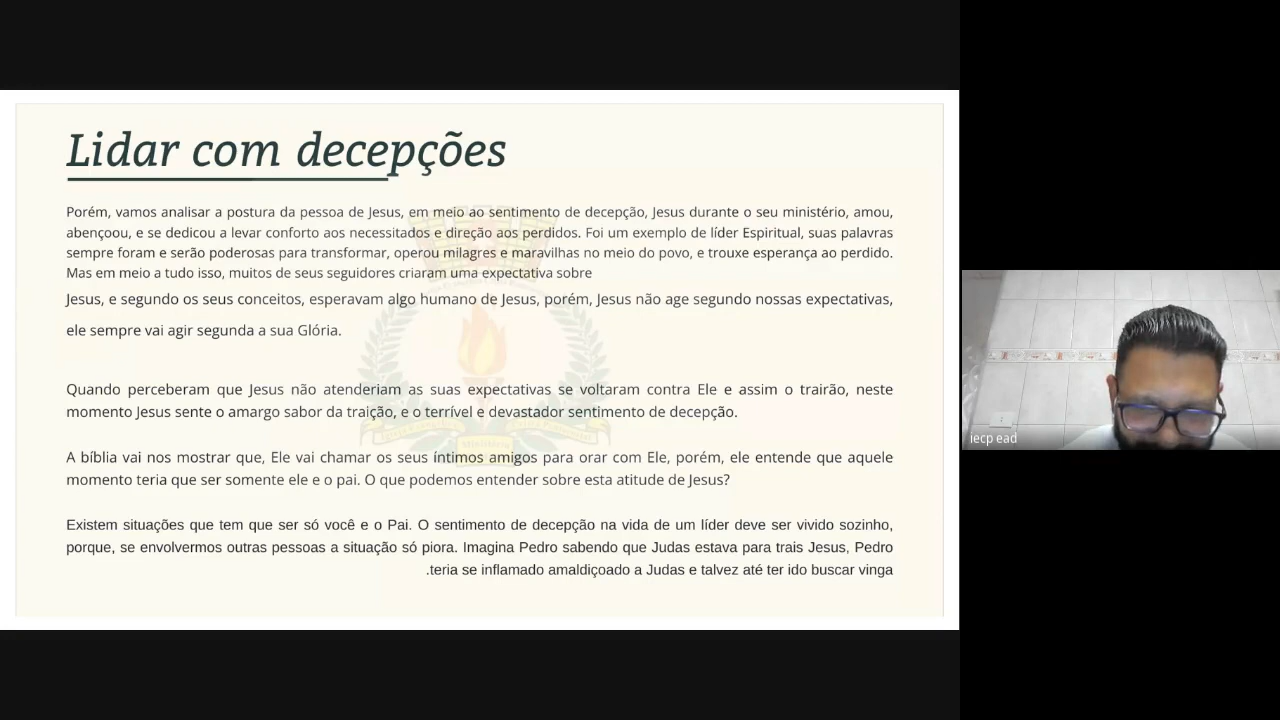 Lidar com decepções
Porém, vamos analisar a postura da pessoa de Jesus, em meio ao sentimento de decepção, Jesus durante o seu ministério, amou,
abençoou, e se dedicou a levar conforto aos necessitados e direção aos perdidos. Foi um exemplo de líder Espiritual, suas palavras
sempre foram e serão poderosas para transformar, operou milagres e maravilhas no meio do povo, e trouxe esperança ao perdido.
Mas em meio a tudo isso, muitos de seus seguidores criaram uma expectativa sobre
Jesus, e segundo os seus conceitos, esperavam algo humano de Jesus, porém, Jesus não age segundo nossas expectativas,
ele sempre vai agir segunda a sua Glória.
Quando perceberam que Jesus não atenderiam as suas expectativas se voltaram contra Ele e assim o trairão, neste
momento Jesus sente o amargo sabor da traição, e o terrível e devastador sentimento de decepção.
A bíblia vai nos mostrar que, Ele vai chamar os seus íntimos amigos para orar com Ele, porém, ele entende que aquele
momento teria que ser somente ele e o pai. O que podemos entender sobre esta atitude de Jesus?
Existem situações que tem que ser só você e o Pai. O sentimento de decepção na vida de um líder deve ser vivido sozinho,
porque, se envolvermos outras pessoas a situação só piora. Imagina Pedro sabendo que Judas estava para trais Jesus, Pedro
.teria se inflamado amaldiçoado a Judas e talvez até ter ido buscar vinga
iecp ead